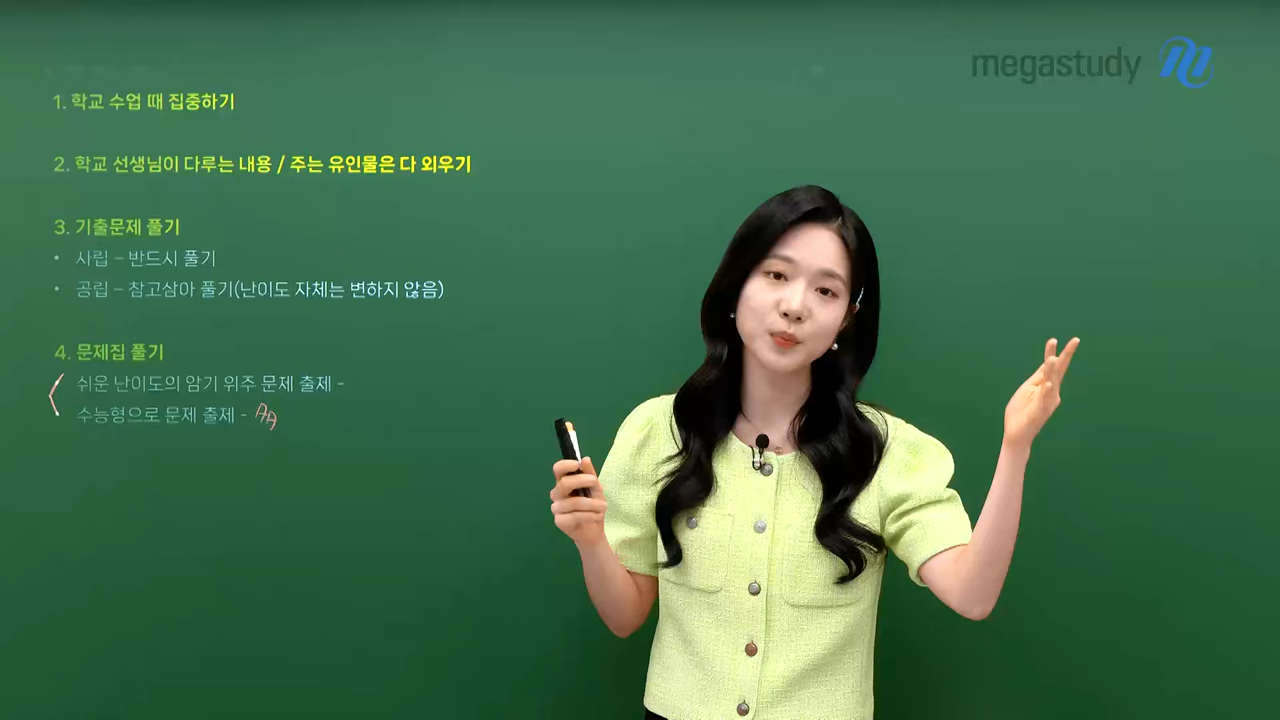 megastudy
1. 학교 수업 때 집중하기
2. 학교 선생님이 다루는 내용 / 주는 유인물은 다 외우기
3. 기출문제 풀기
• 사립 – 반드시 풀기
• 공립 – 참고삼아 풀기(난이도 자체는 변하지 않음)
4. 문제집 풀기
쉬운 난이도의 암기 위주 문제 출제 -
수능형으로 문제 출제 -